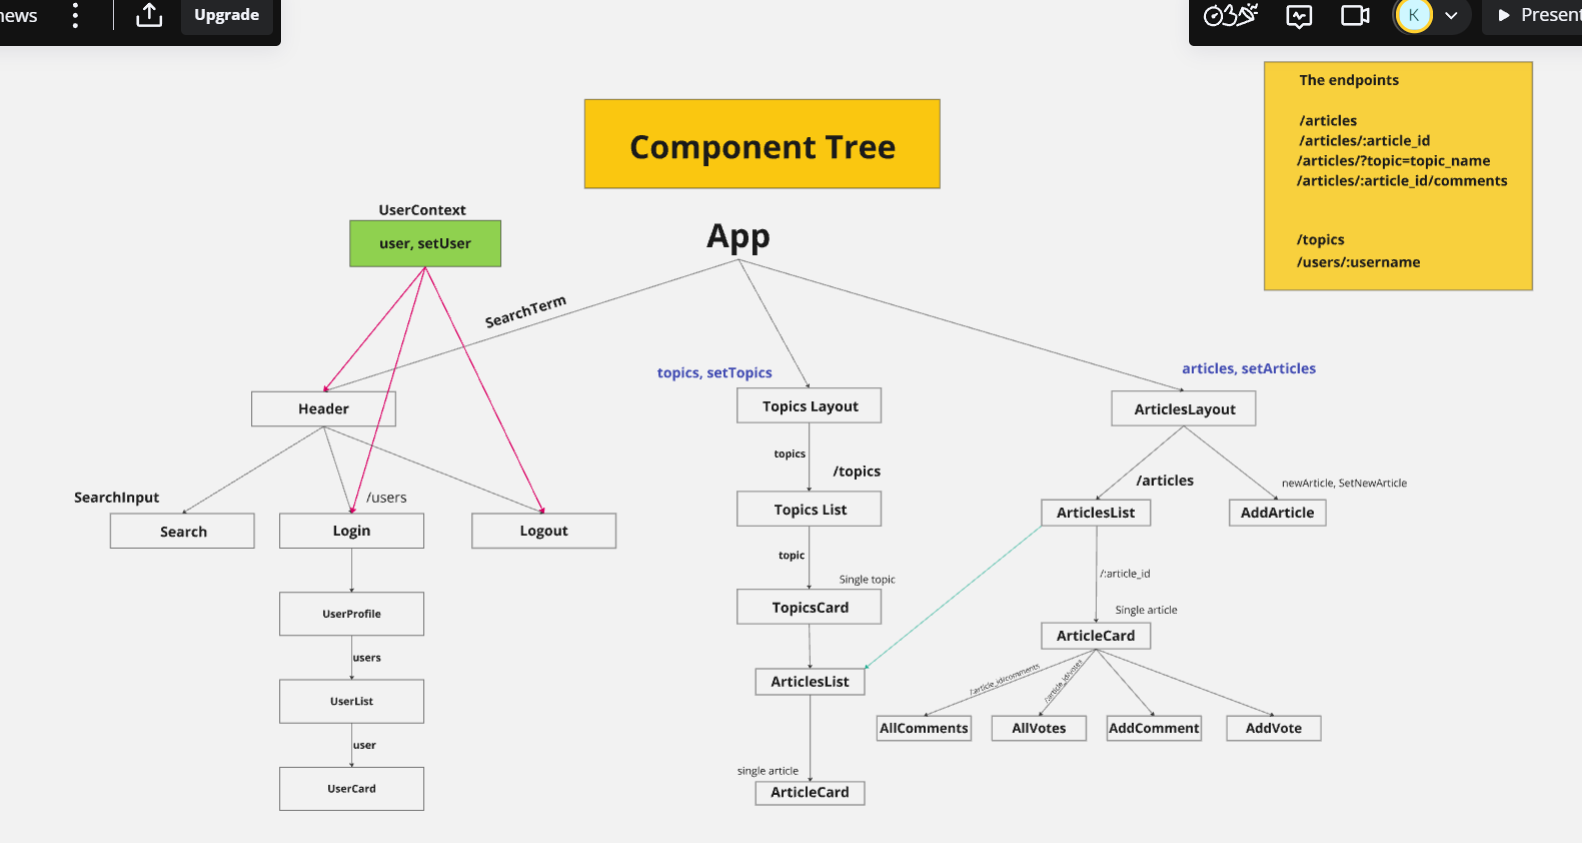 news
Upgrade
K
Present
The endpoints
/articles
/articles/:article_id
/articles/?topic=topic_name
/articles/:article_id/comments
/topics
/users/:username
Component Tree
UserContext
user, setUser
App
SearchTerm
topics, setTopics
articles, setArticles
Header
Topics Layout
ArticlesLayout
topics
/topics
/articles
newArticle, SetNewArticle
SearchInput
/users
Search
Login
Logout
Topics List
ArticlesList
AddArticle
topic
Single topic
/:article_id
UserProfile
TopicsCard
Single article
ArticleCard
users
/article_id/comments
/article_id/votes
UserList
ArticlesList
AllComments
AllVotes
AddComment
AddVote
user
single article
UserCard
ArticleCard